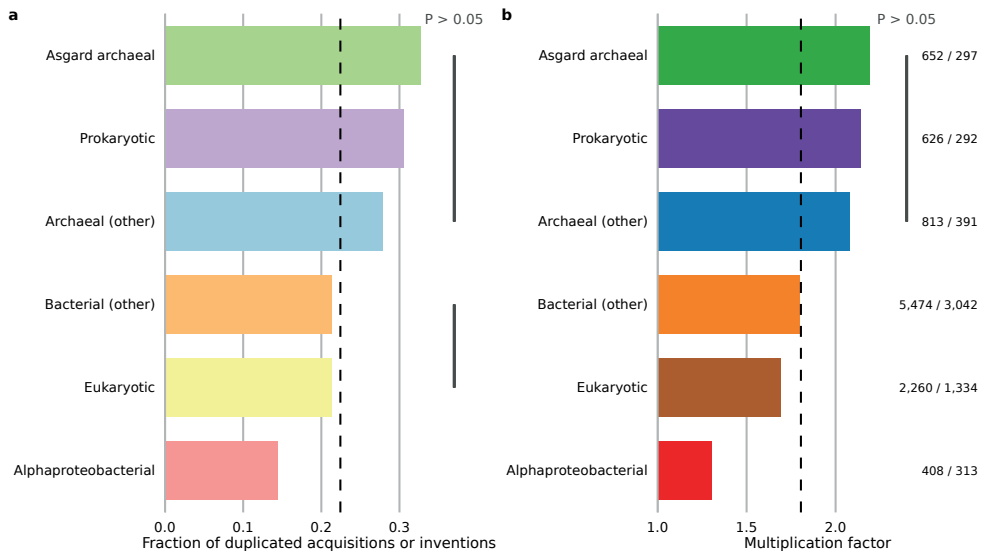 a
P > 0.05
Asgard archaeal
Prokaryotic
Archaeal (other)
Bacterial (other)
Eukaryotic
Alphaproteobacterial
0.0 0.1 0.2 0.3
Fraction of duplicated acquisitions or inventions
b
P > 0.05
Asgard archaeal 652 / 297
Prokaryotic 626 / 292
Archaeal (other) 813 / 391
Bacterial (other) 5,474 / 3,042
Eukaryotic 2,260 / 1,334
Alphaproteobacterial 408 / 313
1.0 1.5 2.0
Multiplication factor